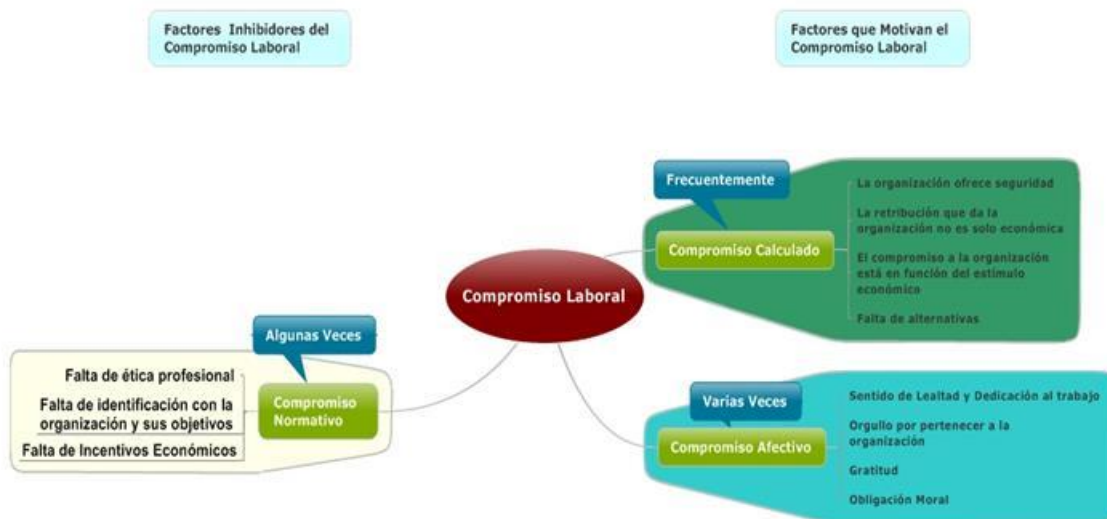 Factores Inhibidores del
Compromiso Laboral
Factores que Motivan el
Compromiso Laboral
Frecuentemente
Compromiso Calculado
La organización ofrece seguridad
La retribución que da la
organización no es solo económica
El compromiso a la organización
está en función del estímulo
económico
Falta de alternativas
Compromiso Laboral
Algunas Veces
Compromiso
Normativo
Falta de ética profesional
Falta de identificación con la
organización y sus objetivos
Falta de Incentivos Económicos
Varias Veces
Compromiso Afectivo
Sentido de Lealtad y Dedicación al trabajo
Orgullo por pertenecer a la
organización
Gratitud
Obligación Moral